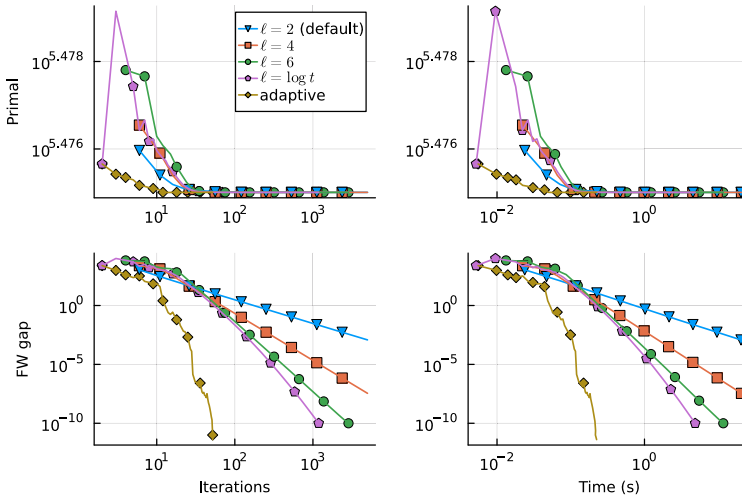 Primal
10^5.478
10^5.476
10^1
10^2
10^3
ℓ = 2 (default)
ℓ = 4
ℓ = 6
ℓ = log t
adaptive
10^5.478
10^5.476
10^-2
10^0
FW gap
10^0
10^-5
10^-10
10^1
10^2
10^3
Iterations
10^0
10^-5
10^-10
10^-2
10^0
Time (s)